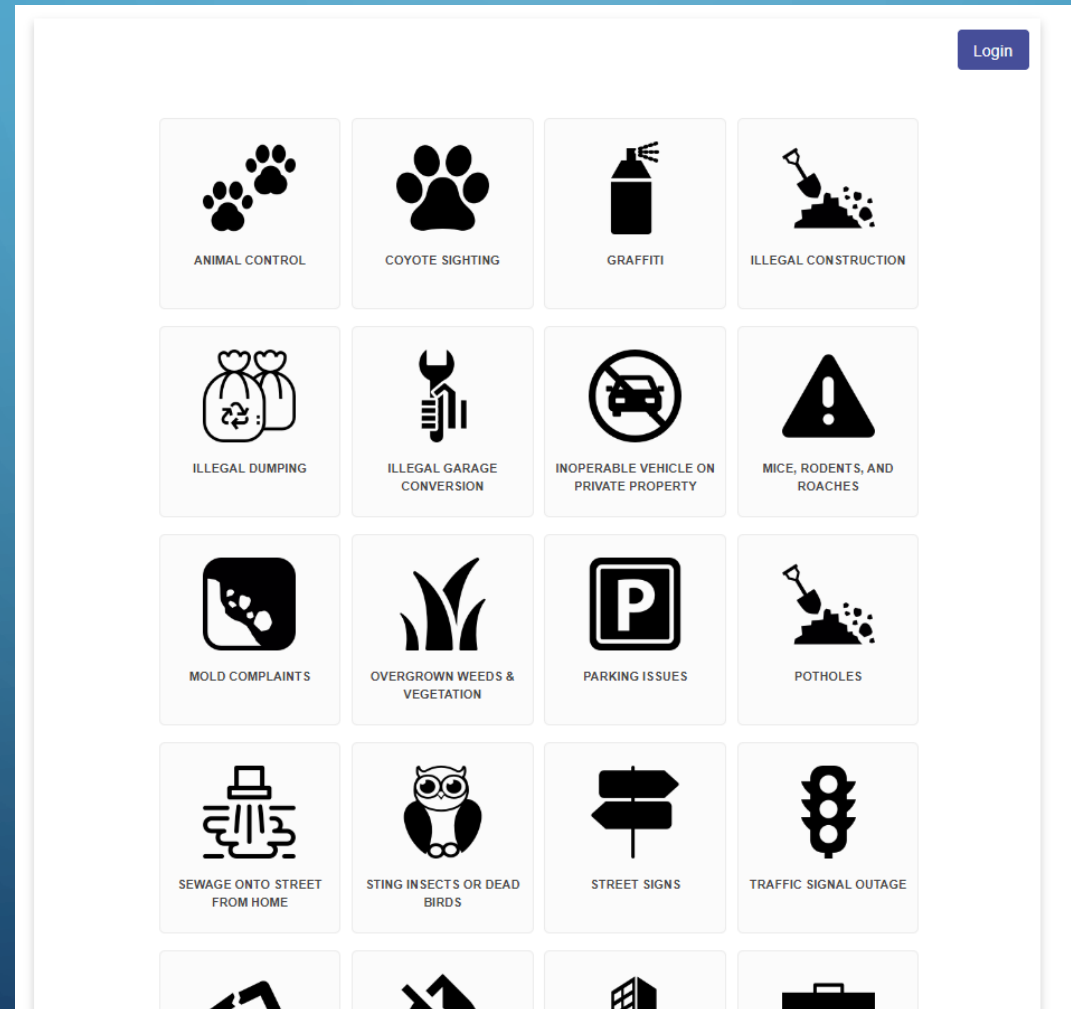 Login
ANIMAL CONTROL
COYOTE SIGHTING
GRAFFITI
ILLEGAL CONSTRUCTION
ILLEGAL DUMPING
ILLEGAL GARAGE
CONVERSION
INOPERABLE VEHICLE ON
PRIVATE PROPERTY
MICE, RODENTS, AND
ROACHES
MOLD COMPLAINTS
OVERGROWN WEEDS &
VEGETATION
P
PARKING ISSUES
POTHOLES
SEWAGE ONTO STREET
FROM HOME
STING INSECTS OR DEAD
BIRDS
STREET SIGNS
TRAFFIC SIGNAL OUTAGE